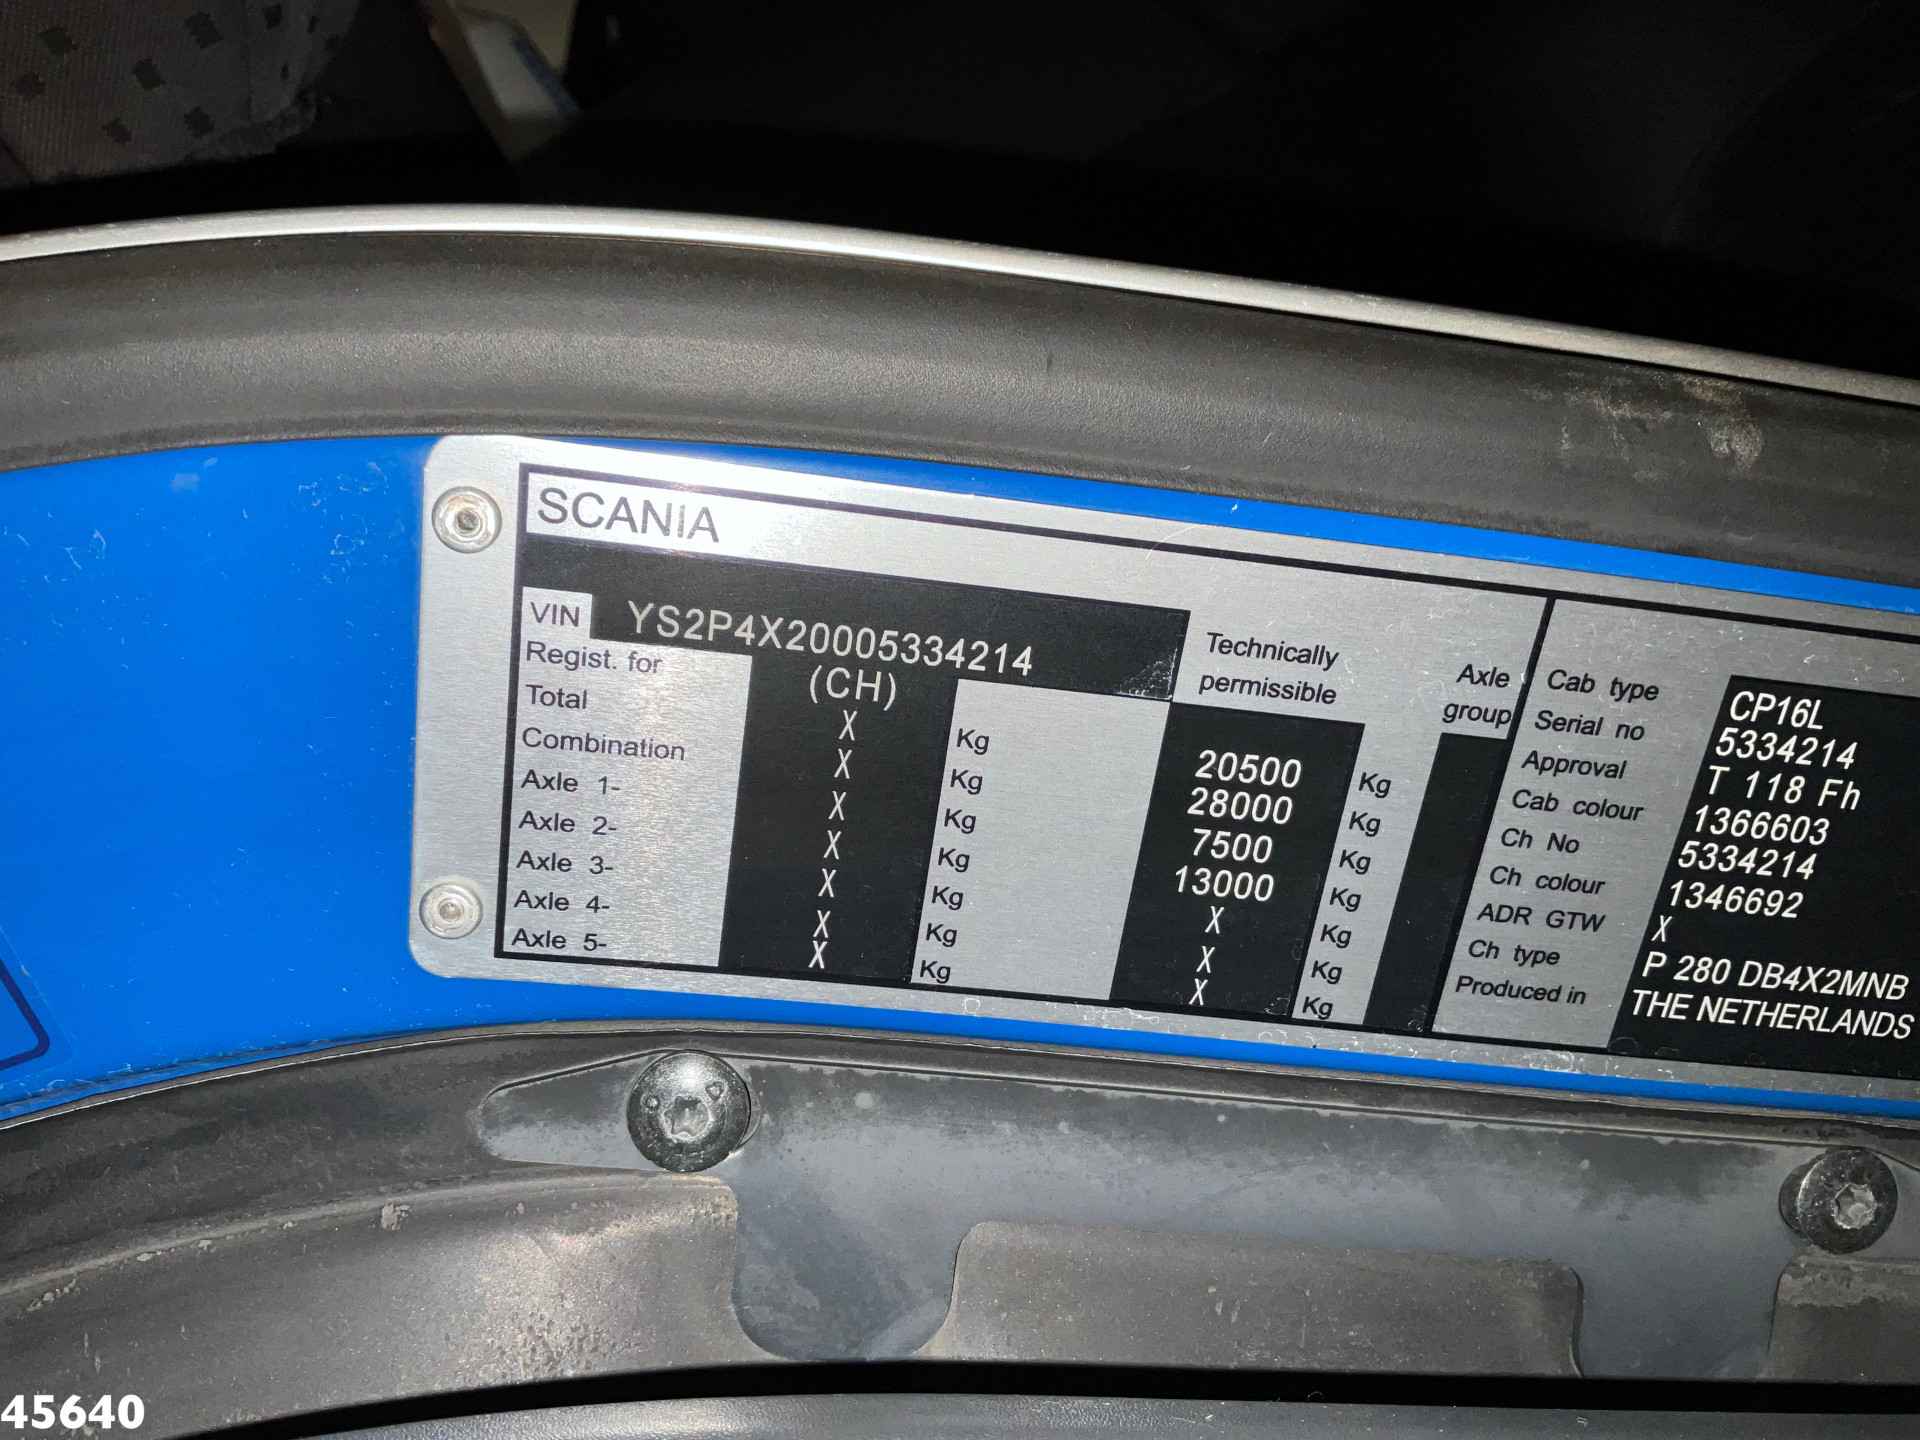 SCANIA
VIN YS2P4X20005334214
Regist. for (CH)
Total X Kg
Combination X Kg
Axle 1- X Kg
Axle 2- X Kg
Axle 3- X Kg
Axle 4- X Kg
Axle 5- X Kg
Technically
permissible
20500 Kg
28000 Kg
7500 Kg
13000 Kg
X Kg
X Kg
X Kg
Axle
group
Cab type CP16L
Serial no 5334214
Approval T 118 Fh
Cab colour 1366603
Ch No 5334214
Ch colour 1346692
ADR GTW X
Ch type P 280 DB4X2MNB
Produced in THE NETHERLANDS
45640